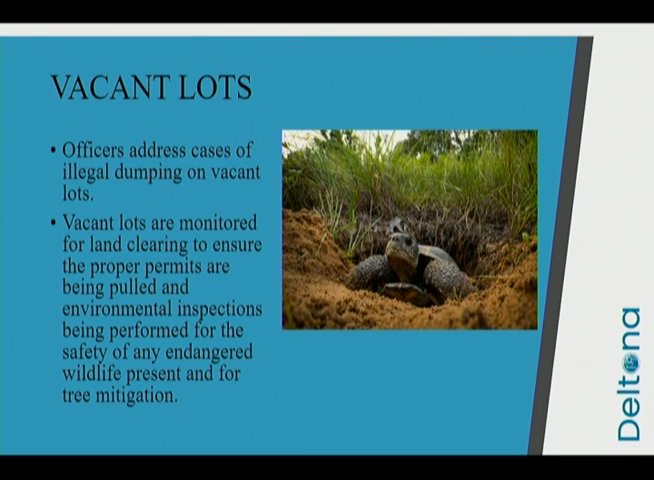 VACANT LOTS
• Officers address cases of
illegal dumping on vacant
lots.
• Vacant lots are monitored
for land clearing to ensure
the proper permits are
being pulled and
environmental inspections
being performed for the
safety of any endangered
wildlife present and for
tree mitigation.
Deltona